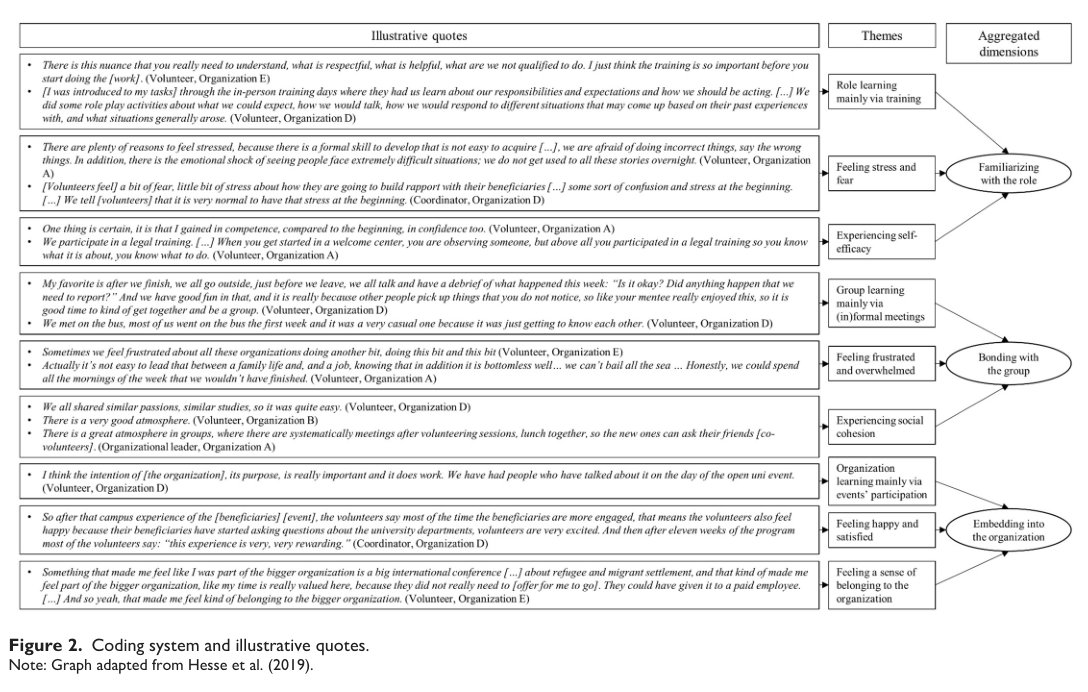 Illustrative quotes
Themes
Aggregated
dimensions
• There is this nuance that you really need to understand, what is respectful, what is helpful, what are we not qualified to do. I just think the training is so important before you
start doing the [work]. (Volunteer, Organization E)
• [I was introduced to my tasks] through the in-person training days where they had us learn about our responsibilities and expectations and how we should be acting. […] We
did some role play activities about what we could expect, how we would talk, how we would respond to different situations that may come up based on their past experiences
with, and what situations generally arose. (Volunteer, Organization D)
Role learning
mainly via training
• There are plenty of reasons to feel stressed, because there is a formal skill to develop that is not easy to acquire […], we are afraid of doing incorrect things, say the wrong
things. In addition, there is the emotional shock of seeing people face extremely difficult situations; we do not get used to all these stories overnight. (Volunteer, Organization
A)
• [Volunteers feel] a bit of fear, little bit of stress about how they are going to build rapport with their beneficiaries […] some sort of confusion and stress at the beginning.
[…] We tell [volunteers] that it is very normal to have that stress at the beginning. (Coordinator, Organization D)
Feeling stress and
fear
Familiarizing
with the role
• One thing is certain, it is that I gained in competence, compared to the beginning, in confidence too. (Volunteer, Organization A)
• We participate in a legal training. […] When you get started in a welcome center, you are observing someone, but above all you participated in a legal training so you know
what it is about, you know what to do. (Volunteer, Organization A)
Experiencing self-
efficacy
• My favorite is after we finish, we all go outside, just before we leave, we all talk and have a debrief of what happened this week: “Is it okay? Did anything happen that we
need to report?” And we have good fun in that, and it is really because other people pick up things that you do not notice, so like your mentee really enjoyed this, so it is
good time to kind of get together and be a group. (Volunteer, Organization D)
• We met on the bus, most of us went on the bus the first week and it was a very casual one because it was just getting to know each other. (Volunteer, Organization D)
Group learning
mainly via
(in)formal meetings
• Sometimes we feel frustrated about all these organizations doing another bit, doing this bit and this bit (Volunteer, Organization E)
• Actually it’s not easy to lead that between a family life and, and a job, knowing that in addition it is bottomless well… we can’t bail all the sea … Honestly, we could spend
all the mornings of the week that we wouldn’t have finished. (Volunteer, Organization A)
Feeling frustrated
and overwhelmed
Bonding with
the group
• We all shared similar passions, similar studies, so it was quite easy. (Volunteer, Organization D)
• There is a very good atmosphere. (Volunteer, Organization B)
• There is a great atmosphere in groups, where there are systematically meetings after volunteering sessions, lunch together, so the new ones can ask their friends [co-
volunteers]. (Organizational leader, Organization A)
Experiencing social
cohesion
• I think the intention of [the organization], its purpose, is really important and it does work. We have had people who have talked about it on the day of the open uni event.
(Volunteer, Organization D)
Organization
learning mainly via
events’ participation
• So after that campus experience of the [beneficiaries] [event], the volunteers say most of the time the beneficiaries are more engaged, that means the volunteers also feel
happy because their beneficiaries have started asking questions about the university departments, volunteers are very excited. And then after eleven weeks of the program
most of the volunteers say: “this experience is very, very rewarding.” (Coordinator, Organization D)
Feeling happy and
satisfied
Embedding into
the organization
• Something that made me feel like I was part of the bigger organization is a big international conference […] about refugee and migrant settlement, and that kind of made me
feel part of the bigger organization, like my time is really valued here, because they did not really need to [offer for me to go]. They could have given it to a paid employee.
[…] And so yeah, that made me feel kind of belonging to the bigger organization. (Volunteer, Organization E)
Feeling a sense of
belonging to the
organization
Figure 2. Coding system and illustrative quotes.
Note: Graph adapted from Hesse et al. (2019).